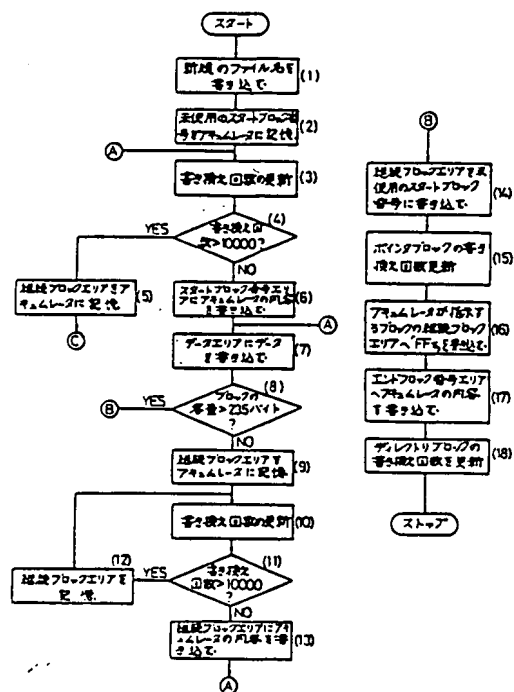 スタート
新規のファイル名を
書き込む
(1)
未使用のスタートブロック番
号をアキュムレータに記憶
(2)
A
書き換え回数の更新
(3)
(4)
書き換え回
数>10000?
YES
NO
継続ブロックエリアをア
キュムレータに記憶
(5)
C
スタートブロック番号エリ
アにアキュムレータの内容
を書き込む
(6)
A
データエリアにデータ
を書き込む
(7)
(8)
ブロックの
容量>235バイト
?
B
YES
NO
継続ブロックエリアを
アキュムレータに記憶
(9)
書き換え回数の更新
(10)
(11)
書き換え
回数>10000
?
(12)
YES
継続ブロックエリアを
記憶
NO
継続ブロックエリアにアキュ
ムレータの内容を書き
込む
(13)
A
B
(14)
継続ブロックエリアを未
使用のスタートブロック
番号に書き込む
(15)
ポインタブロックの書き
換え回数更新
アキュムレータが指示す
るブロックの継続ブロック
エリアへ"FF"を書き込む
(16)
エンドブロック番号エリア
へアキュムレータの内容
を書き込む
(17)
ディレクトリブロックの
書き換え回数を更新
(18)
ストップ